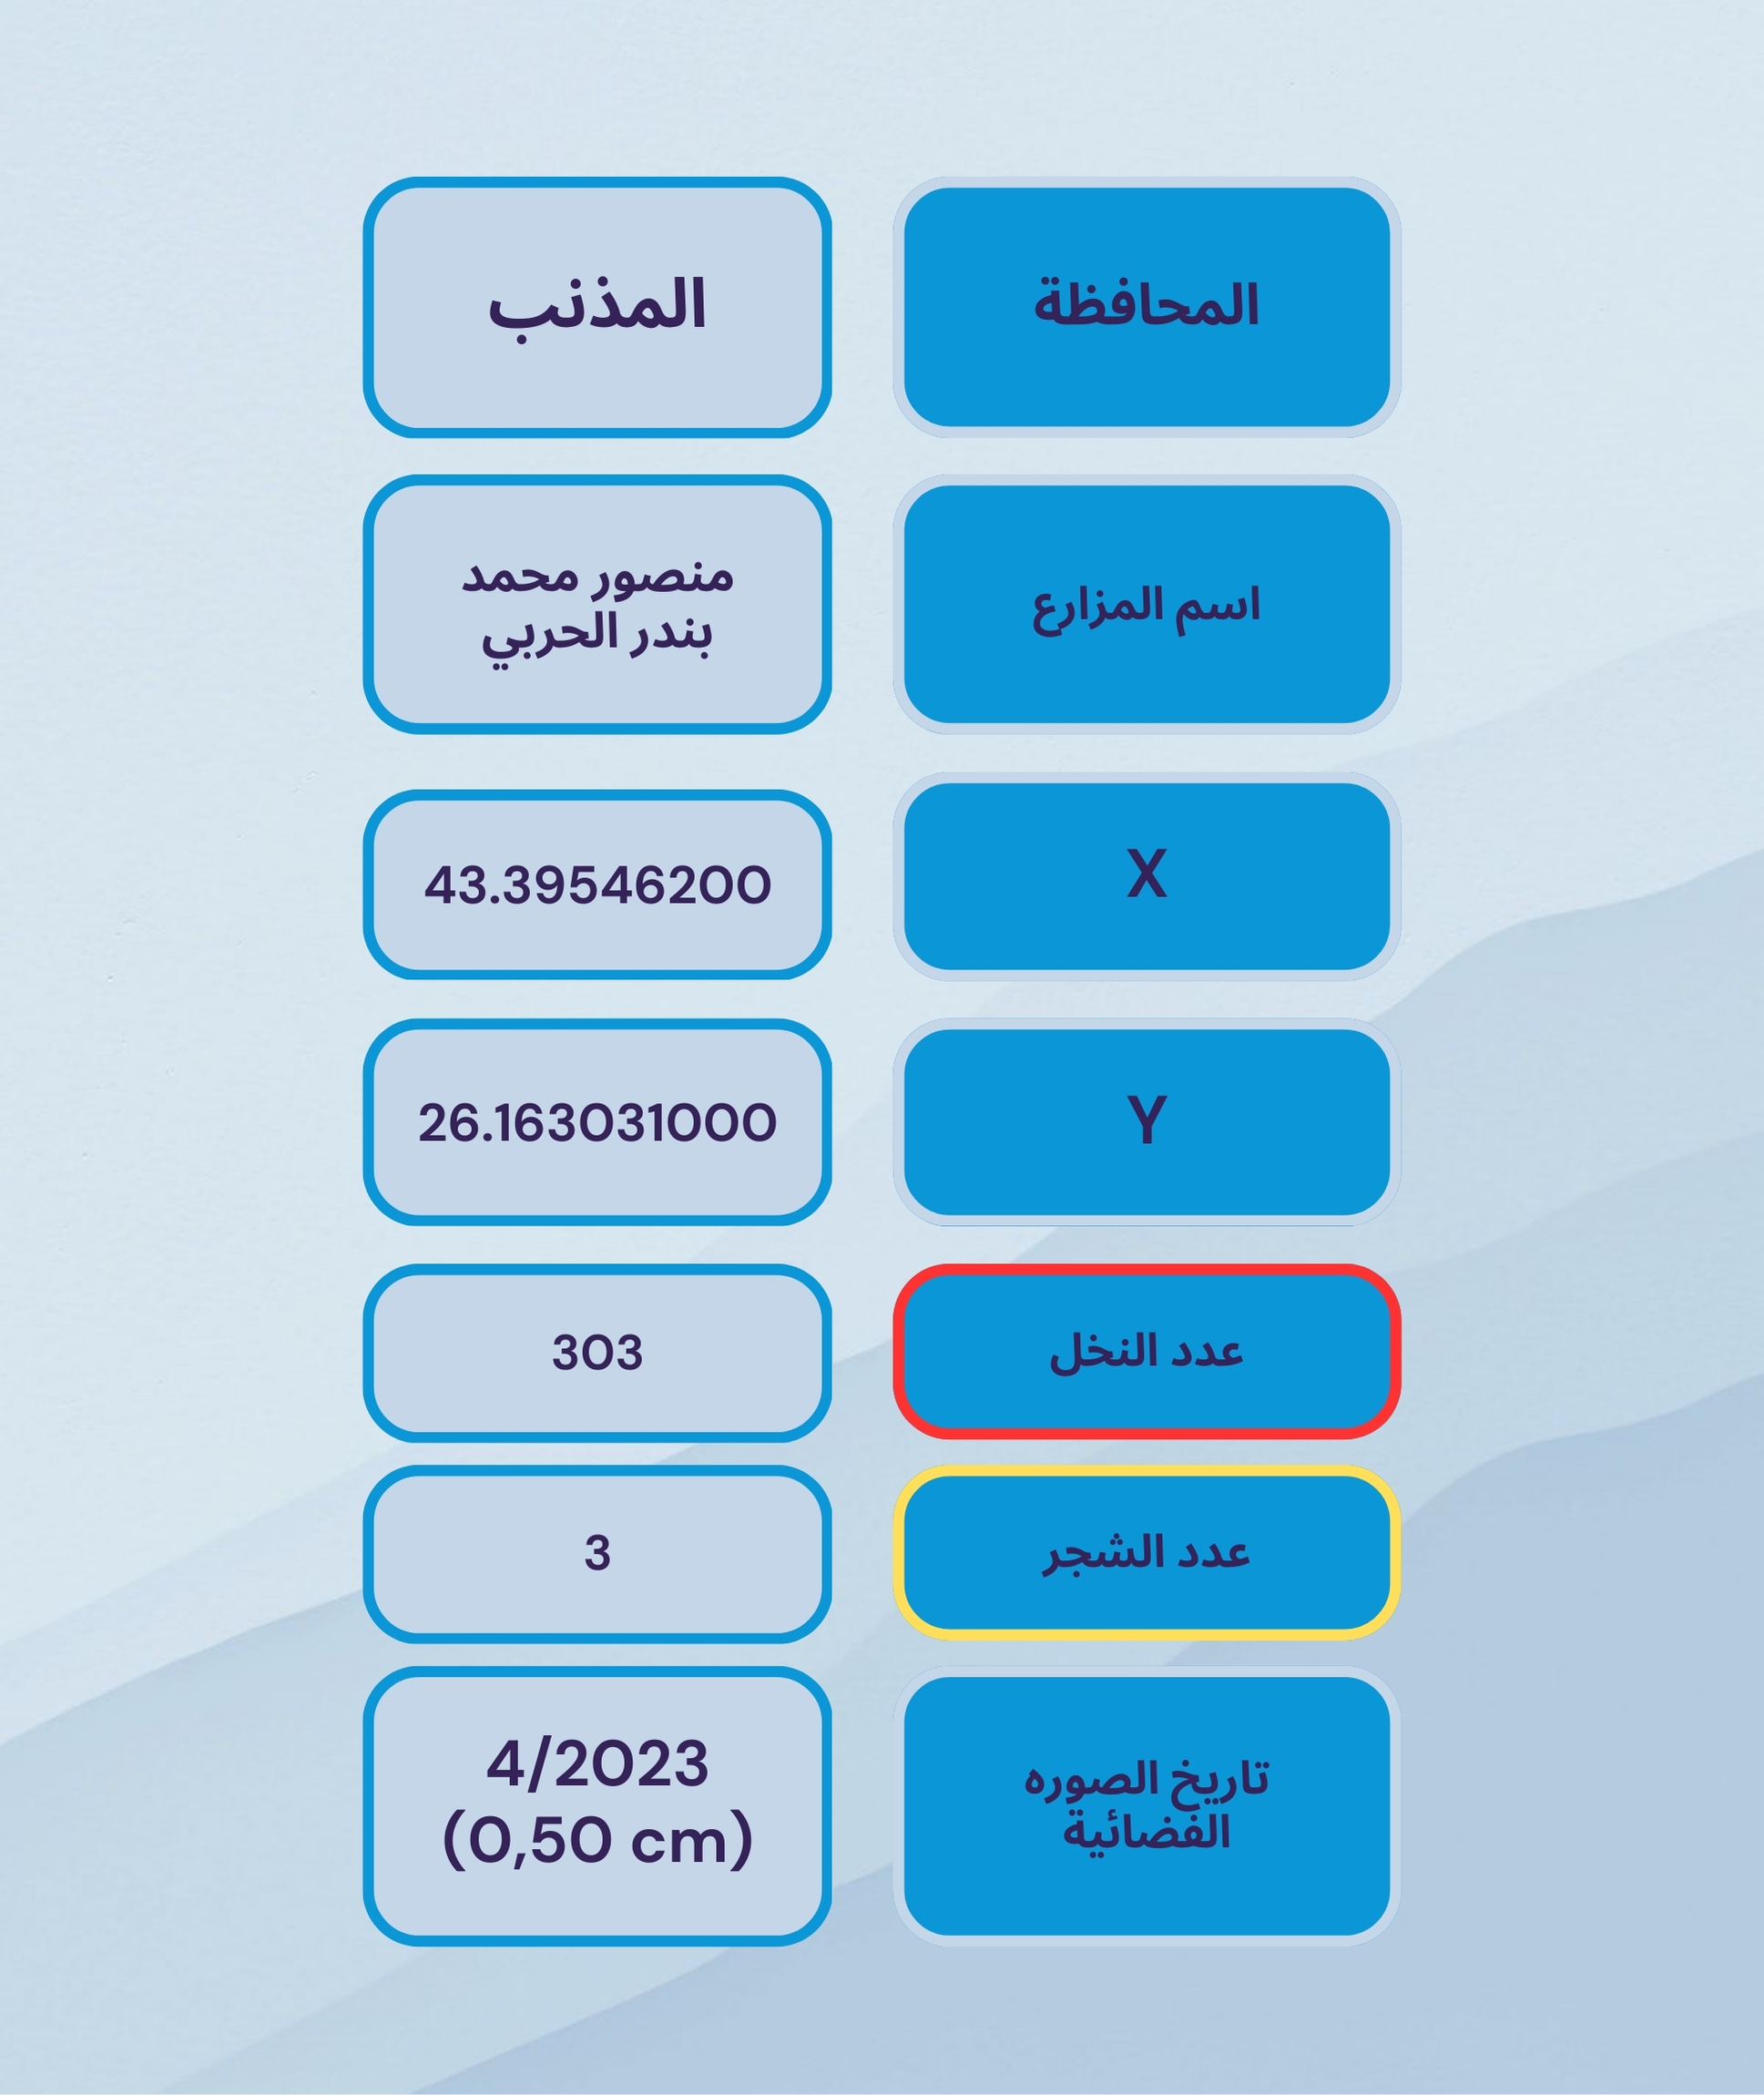 المحافظة
المذنب
اسم المزارع
منصور محمد
بندر الحربي
X
43.39546200
Y
26.163031000
عدد النخل
303
عدد الشجر
3
تاريخ الصوره
الفضائية
4/2023
(0,50 cm)